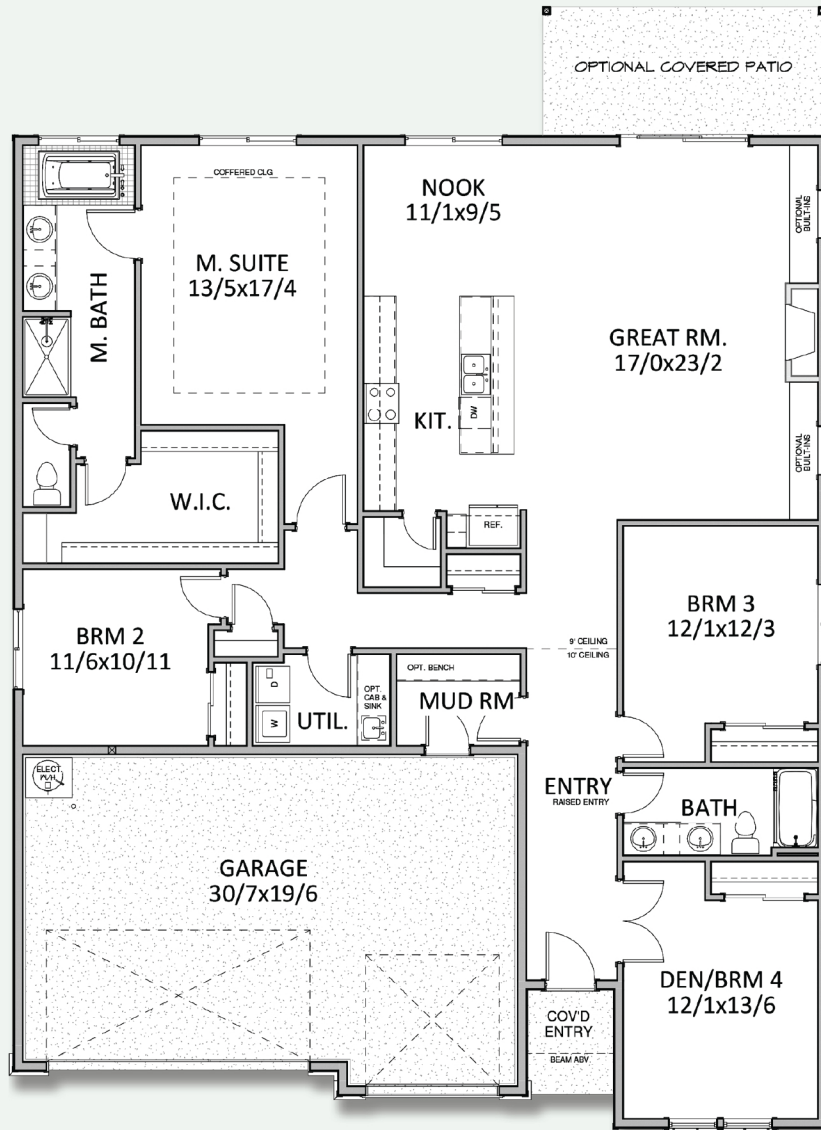 OPTIONAL COVERED PATIO
COFFERED CLG
NOOK
11/1x9/5
OPTIONAL
BUILT-INS
M. SUITE
13/5x17/4
M. BATH
GREAT RM.
17/0x23/2
DW
KIT.
OPTIONAL
BUILT-INS
W.I.C.
REF.
BRM 3
12/1x12/3
BRM 2
11/6x10/11
9' CEILING
10' CEILING
OPT. BENCH
D
OPT.
CAB &
SINK
MUD RM
W
UTIL.
ELECT.
W/H
ENTRY
RAISED ENTRY
BATH
GARAGE
30/7x19/6
DEN/BRM 4
12/1x13/6
COV'D
ENTRY
BEAM ABV.